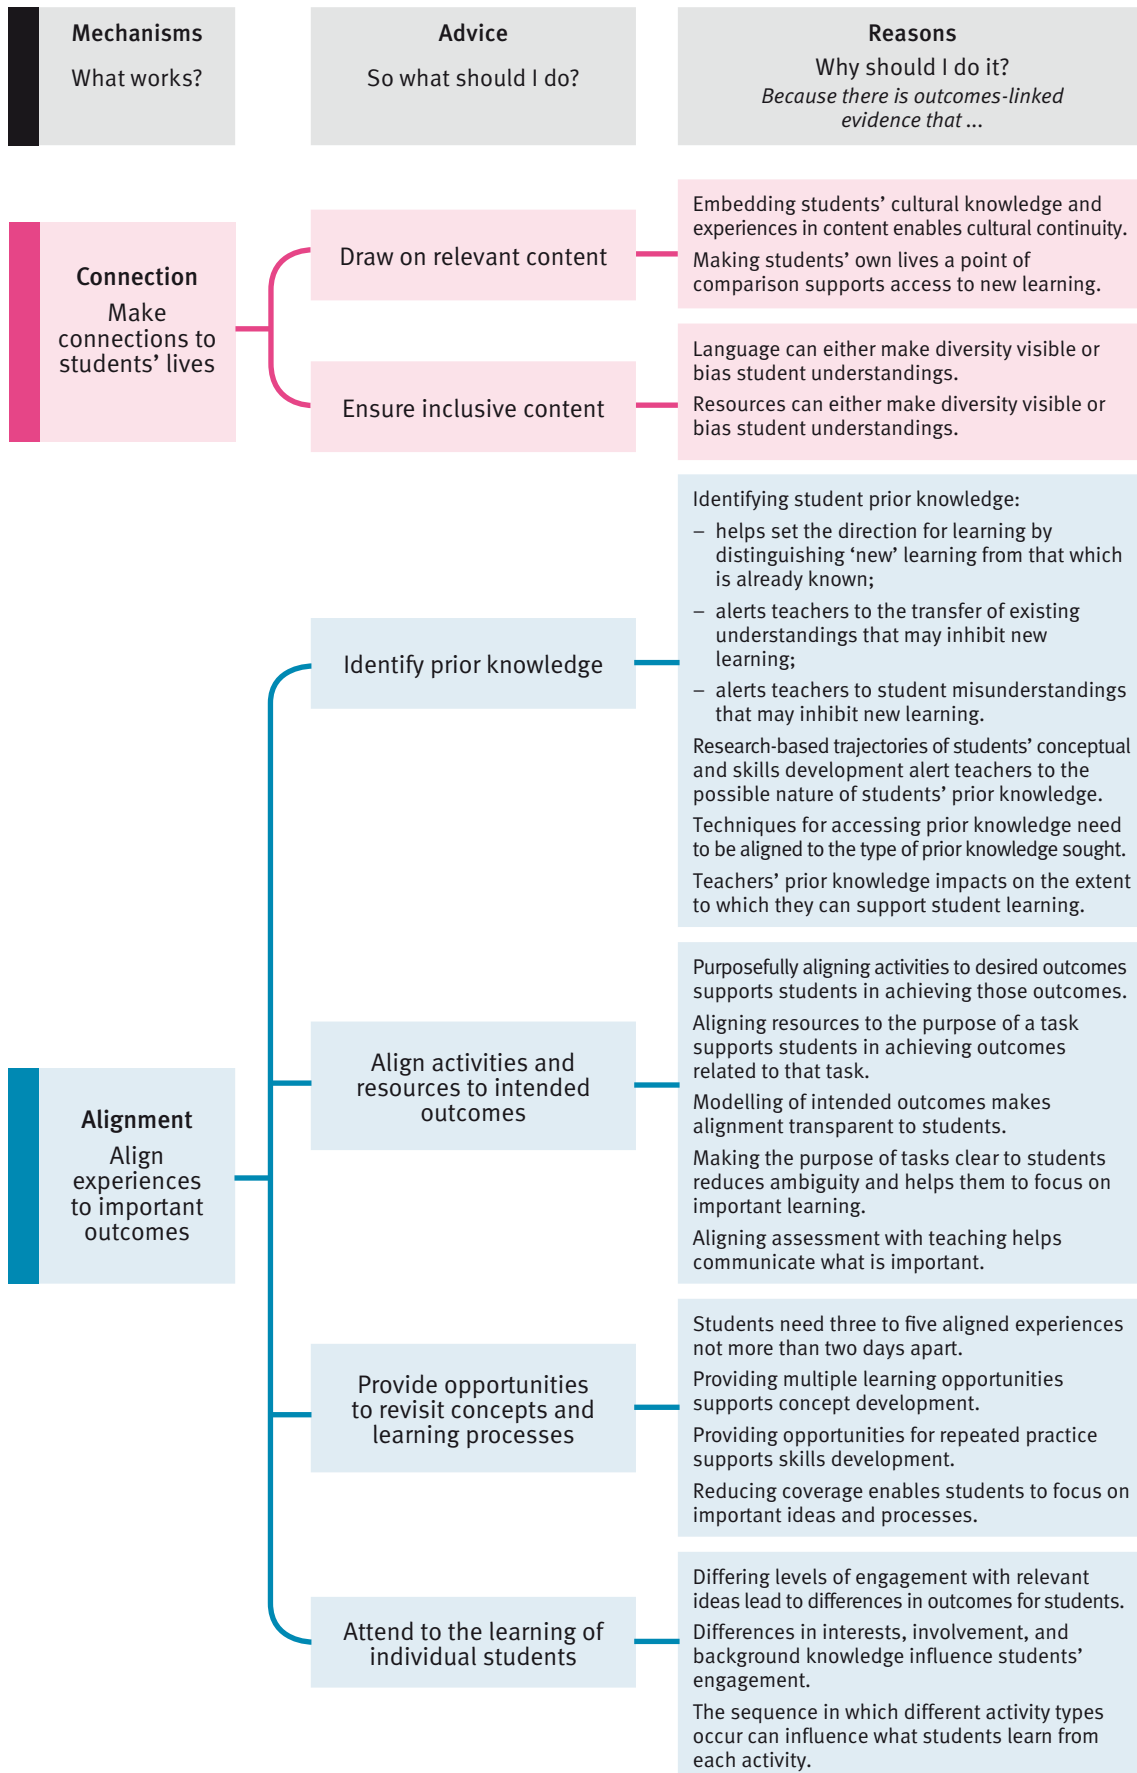 Mechanisms
What works?
Advice
So what should I do?
Reasons
Why should I do it?
Because there is outcomes-linked
evidence that ...
Connection
Make
connections to
students’ lives
Draw on relevant content
Embedding students’ cultural knowledge and
experiences in content enables cultural continuity.
Making students’ own lives a point of
comparison supports access to new learning.
Ensure inclusive content
Language can either make diversity visible or
bias student understandings.
Resources can either make diversity visible or
bias student understandings.
Alignment
Align
experiences
to important
outcomes
Identify prior knowledge
Identifying student prior knowledge:
– helps set the direction for learning by
distinguishing ‘new’ learning from that which
is already known;
– alerts teachers to the transfer of existing
understandings that may inhibit new
learning;
– alerts teachers to student misunderstandings
that may inhibit new learning.
Research-based trajectories of students’ conceptual
and skills development alert teachers to the
possible nature of students’ prior knowledge.
Techniques for accessing prior knowledge need
to be aligned to the type of prior knowledge sought.
Teachers’ prior knowledge impacts on the extent
to which they can support student learning.
Align activities and
resources to intended
outcomes
Purposefully aligning activities to desired outcomes
supports students in achieving those outcomes.
Aligning resources to the purpose of a task
supports students in achieving outcomes
related to that task.
Modelling of intended outcomes makes
alignment transparent to students.
Making the purpose of tasks clear to students
reduces ambiguity and helps them to focus on
important learning.
Aligning assessment with teaching helps
communicate what is important.
Provide opportunities
to revisit concepts and
learning processes
Students need three to five aligned experiences
not more than two days apart.
Providing multiple learning opportunities
supports concept development.
Providing opportunities for repeated practice
supports skills development.
Reducing coverage enables students to focus on
important ideas and processes.
Attend to the learning of
individual students
Differing levels of engagement with relevant
ideas lead to differences in outcomes for students.
Differences in interests, involvement, and
background knowledge influence students’
engagement.
The sequence in which different activity types
occur can influence what students learn from
each activity.